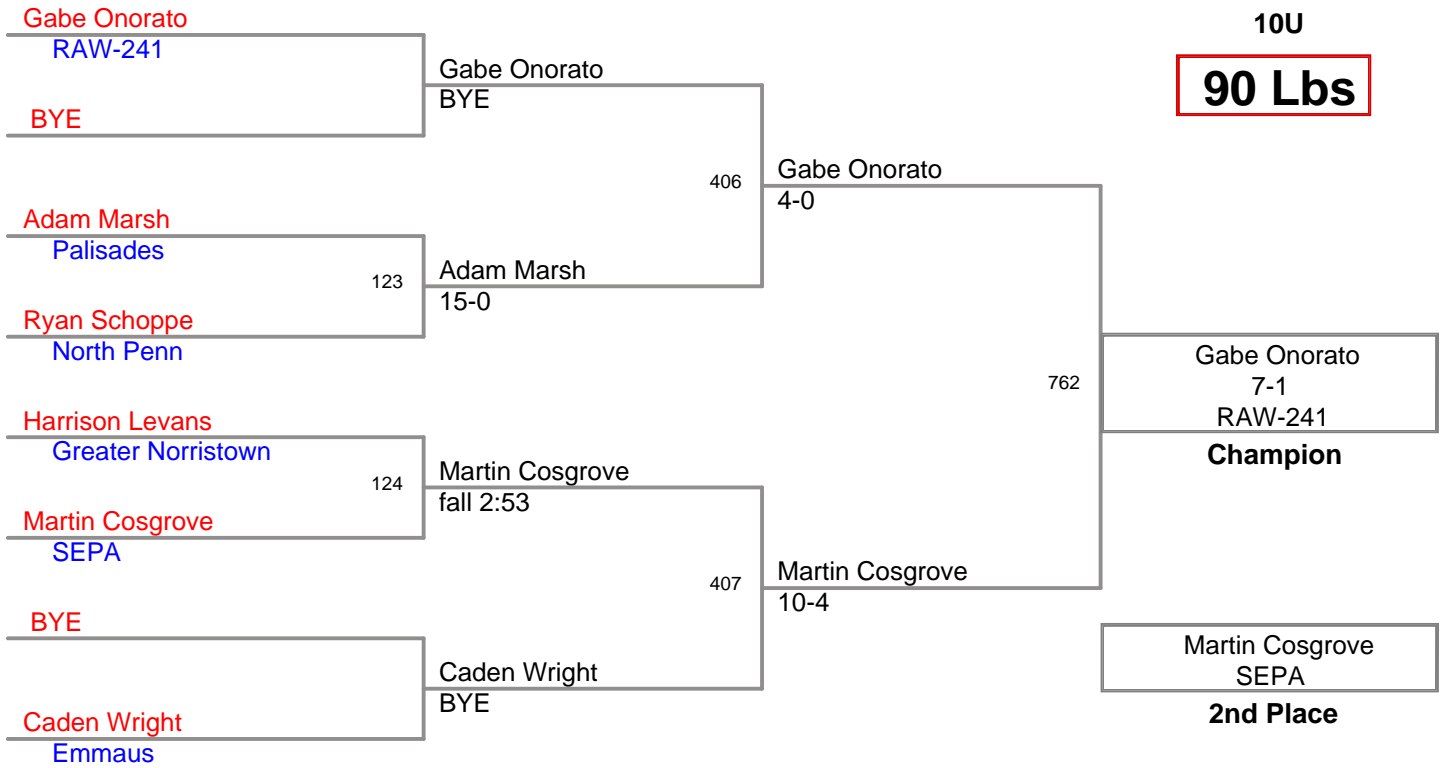 Gabe Onorato
RAW-241
BYE
Adam Marsh
Palisades
Ryan Schoppe
North Penn
Harrison Levans
Greater Norristown
Martin Cosgrove
SEPA
BYE
Caden Wright
Emmaus
123
124
Gabe Onorato
BYE
Adam Marsh
15-0
Martin Cosgrove
fall 2:53
Caden Wright
BYE
406
407
Gabe Onorato
4-0
Martin Cosgrove
10-4
762
10U
90 Lbs
Gabe Onorato
7-1
RAW-241
Champion
Martin Cosgrove
SEPA
2nd Place